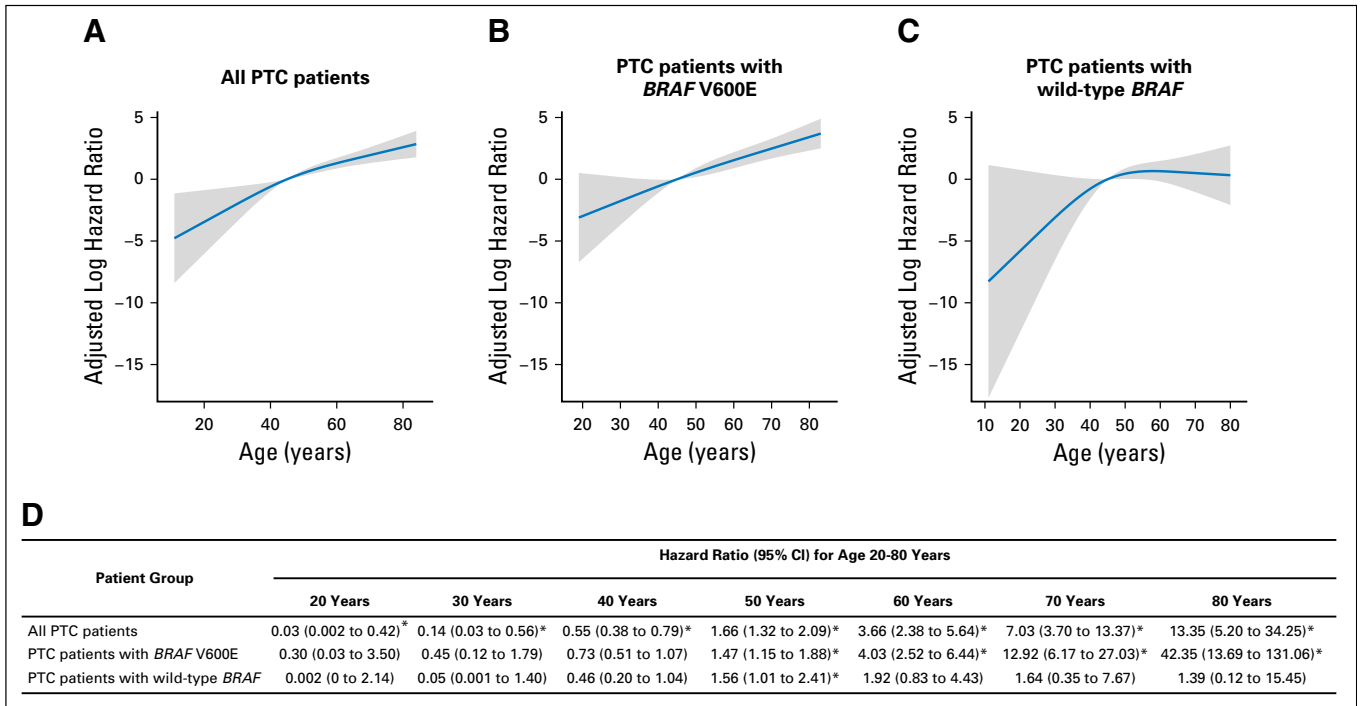 A
All PTC patients
Adjusted Log Hazard Ratio
5
0
−5
−10
−15
20 40 60 80
Age (years)
B
PTC patients with
BRAF V600E
Adjusted Log Hazard Ratio
5
0
−5
−10
−15
20 30 40 50 60 70 80
Age (years)
C
PTC patients with
wild-type BRAF
Adjusted Log Hazard Ratio
5
0
−5
−10
−15
10 20 30 40 50 60 70 80
Age (years)
D
Patient Group
Hazard Ratio (95% CI) for Age 20-80 Years
20 Years 30 Years 40 Years 50 Years 60 Years 70 Years 80 Years
All PTC patients 0.03 (0.002 to 0.42)* 0.14 (0.03 to 0.56)* 0.55 (0.38 to 0.79)* 1.66 (1.32 to 2.09)* 3.66 (2.38 to 5.64)* 7.03 (3.70 to 13.37)* 13.35 (5.20 to 34.25)*
PTC patients with BRAF V600E 0.30 (0.03 to 3.50) 0.45 (0.12 to 1.79) 0.73 (0.51 to 1.07) 1.47 (1.15 to 1.88)* 4.03 (2.52 to 6.44)* 12.92 (6.17 to 27.03)* 42.35 (13.69 to 131.06)*
PTC patients with wild-type BRAF 0.002 (0 to 2.14) 0.05 (0.001 to 1.40) 0.46 (0.20 to 1.04) 1.56 (1.01 to 2.41)* 1.92 (0.83 to 4.43) 1.64 (0.35 to 7.67) 1.39 (0.12 to 15.45)